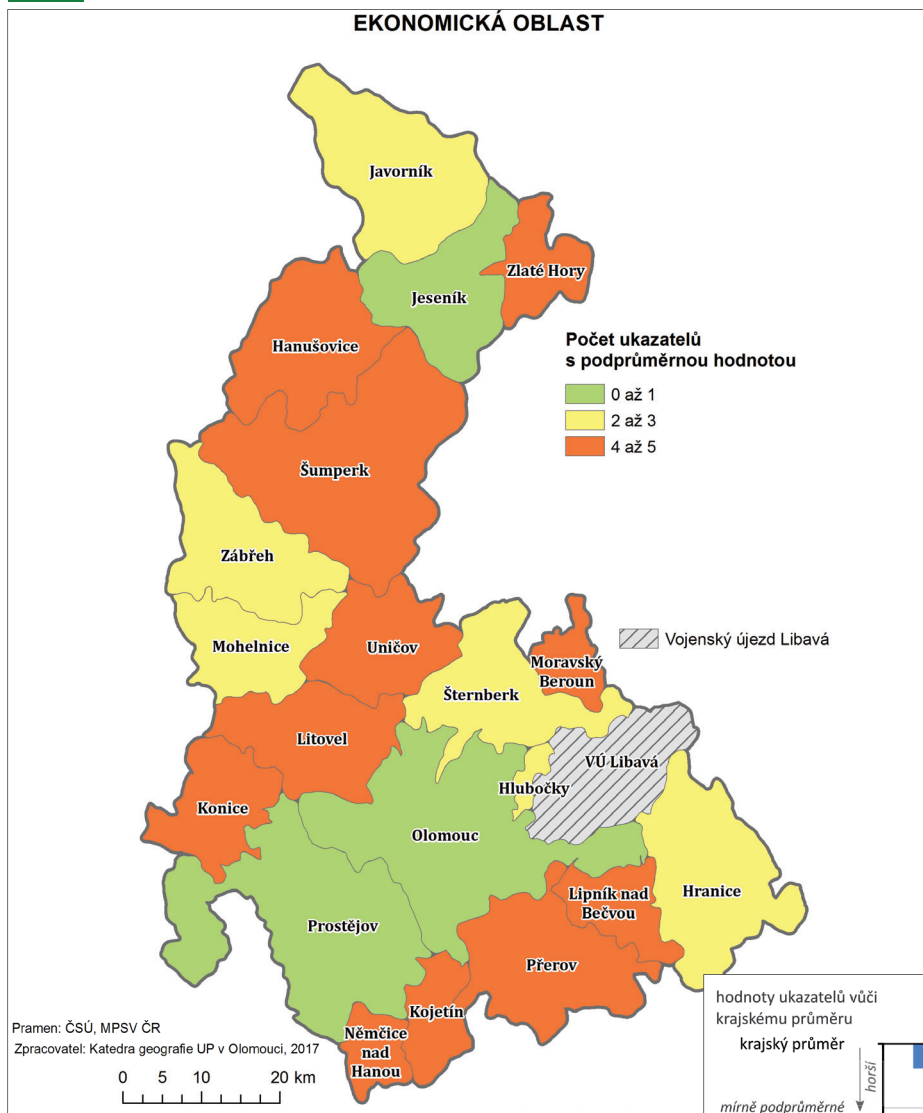 EKONOMICKÁ OBLAST
Javorník
Zlaté Hory
Jeseník
Hanušovice
Počet ukazatelů
s podprůměrnou hodnotou
0 až 1
2 až 3
4 až 5
Šumperk
Zábřeh
Mohelnice
Uničov
Vojenský újezd Libavá
Moravský
Beroun
Šternberk
Litovel
VÚ Libavá
Hlubočky
Konice
Olomouc
Hranice
Lipník nad
Bečvou
Prostějov
Přerov
Kojetín
Němčice
nad
Hanou
Pramen: ČSÚ, MPSV ČR
Zpracovatel: Katedra geografie UP v Olomouci, 2017
0 5 10 20 km
hodnoty ukazatelů vůči
krajskému průměru
krajský průměr
horší
mírně podprůměrné